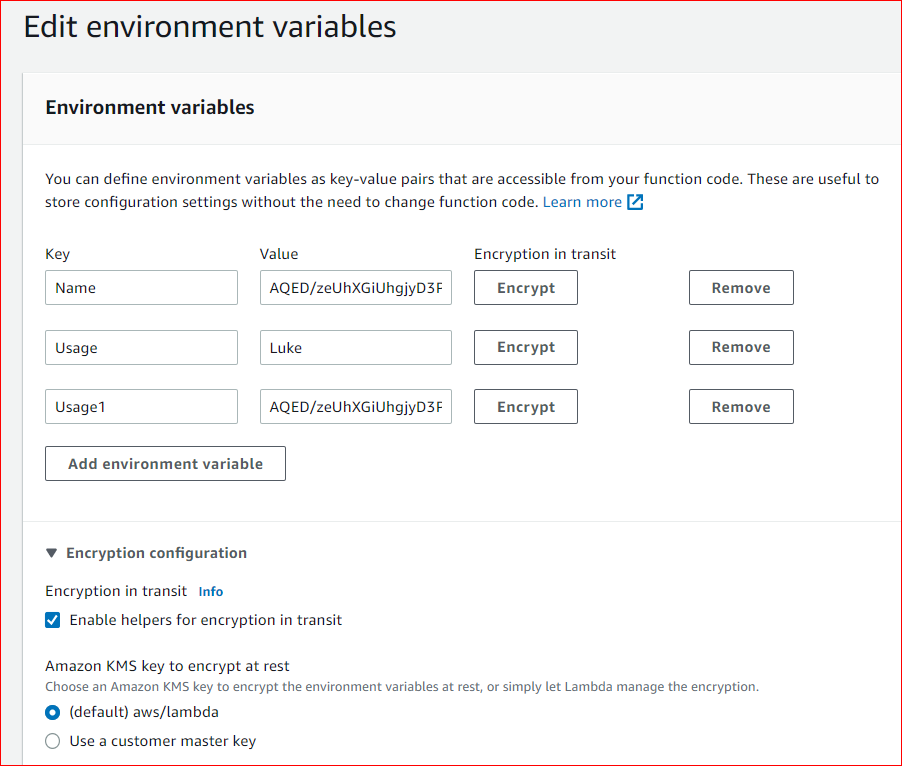 Edit environment variables
Environment variables
You can define environment variables as key-value pairs that are accessible from your function code. These are useful to
store configuration settings without the need to change function code. Learn more
Key Value Encryption in transit
Name AQED/zeUhXGiUhgjyD3F Encrypt Remove
Usage Luke Encrypt Remove
Usage1 AQED/zeUhXGiUhgjyD3F Encrypt Remove
Add environment variable
Encryption configuration
Encryption in transit Info
Enable helpers for encryption in transit
Amazon KMS key to encrypt at rest
Choose an Amazon KMS key to encrypt the environment variables at rest, or simply let Lambda manage the encryption.
(default) aws/lambda
Use a customer master key